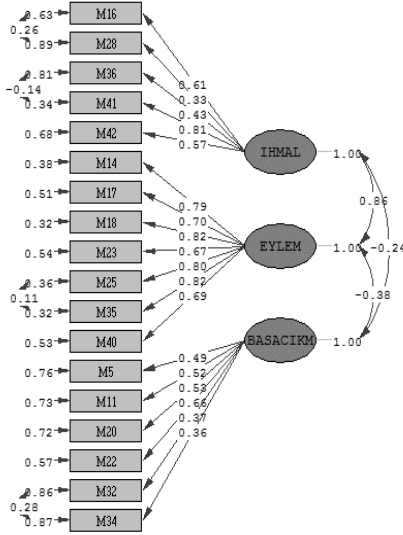 0.63 M16
0.26
0.89 M28
0.81 M36
-0.14
0.34 M41
0.68 M42
0.38 M14
0.51 M17
0.32 M18
0.54 M23
0.36 M25
0.11
0.32 M35
0.53 M40
0.76 M5
0.73 M11
0.72 M20
0.57 M22
0.86 M32
0.28
0.87 M34
0.61
0.33
0.43
0.81
0.57
0.79
0.70
0.82
0.67
0.80
0.82
0.69
0.49
0.52
0.53
0.66
0.37
0.36
IHMAL 1.00
EYLEM 1.00
BASACIKM 1.00
0.86
-0.24
-0.38